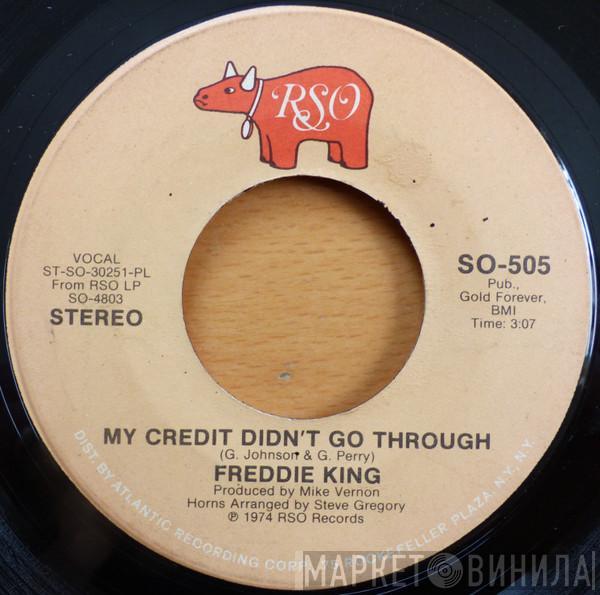 RSO
VOCAL
ST-SO-30251-PL
From RSO LP
SO-4803
STEREO
SO-505
Pub.,
Gold Forever,
BMI
Time: 3:07
MY CREDIT DIDN'T GO THROUGH
(G. Johnson & G. Perry)
FREDDIE KING
Produced by Mike Vernon
Horns Arranged by Steve Gregory
℗ 1974 RSO Records
DIST. BY ATLANTIC RECORDING CORP. 75 ROCKEFELLER PLAZA, N.Y., N.Y.
МАРКЕТ ВИНИЛА